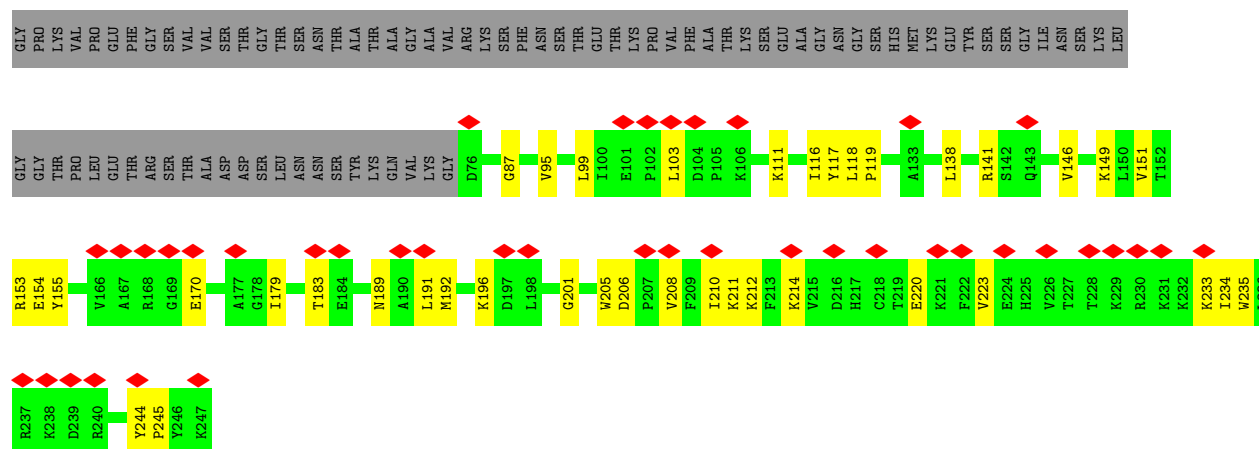 GLY PRO LYS VAL PRO GLU PHE GLY SER VAL VAL SER THR GLY THR SER ASN THR ALA THR ALA GLY ALA VAL ARG LYS SER PHE ASN SER THR GLU THR LYS PRO VAL PHE ALA THR LYS SER GLU ALA GLY ASN GLY SER HIS MET LYS GLU TYR SER SER GLY ILE ASN SER LYS LEU
GLY GLY THR PRO LEU GLU THR ARG SER THR ALA ASP ASP SER LEU ASN ASN SER TYR LYS GLN VAL LYS GLY D76 G87 V95 L99 I100 E101 P102 L103 D104 P105 K106 K111 I116 Y117 L118 P119 A133 L138 R141 S142 Q143 V146 K149 L150 V151 T152
R153 E154 Y155 V166 A167 R168 G169 E170 A177 G178 I179 T183 E184 N189 A190 L191 M192 K196 D197 L198 G201 W205 D206 P207 V208 F209 I210 K211 K212 F213 K214 V215 D216 H217 C218 T219 E220 K221 F222 V223 E224 H225 V226 T227 T228 K229 R230 K231 K232 K233 I234 W235
R237 K238 D239 R240 Y244 P245 Y246 K247